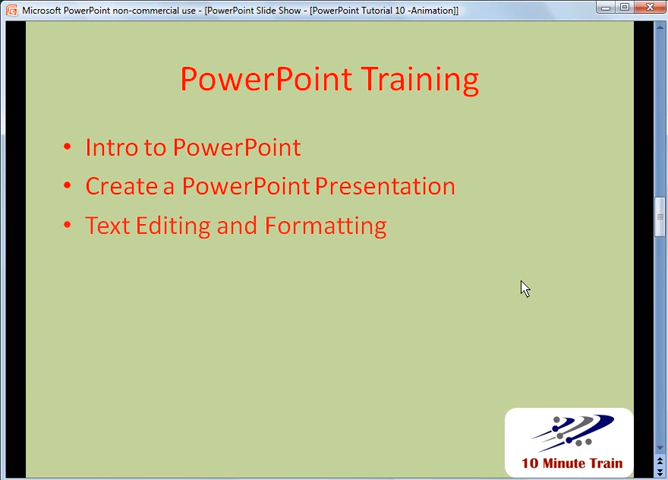 Microsoft PowerPoint non-commercial use - [PowerPoint Slide Show - [PowerPoint Tutorial 10 -Animation]]
PowerPoint Training
• Intro to PowerPoint
• Create a PowerPoint Presentation
• Text Editing and Formatting
10 Minute Train